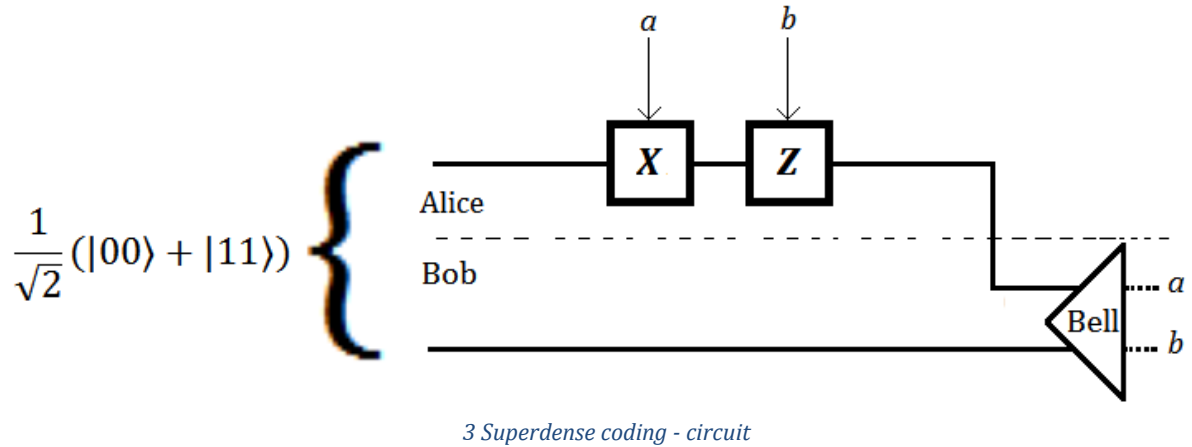 a b
X Z
Alice
1/√2 (|00⟩ + |11⟩)
Bob
a
Bell
b
3 Superdense coding - circuit